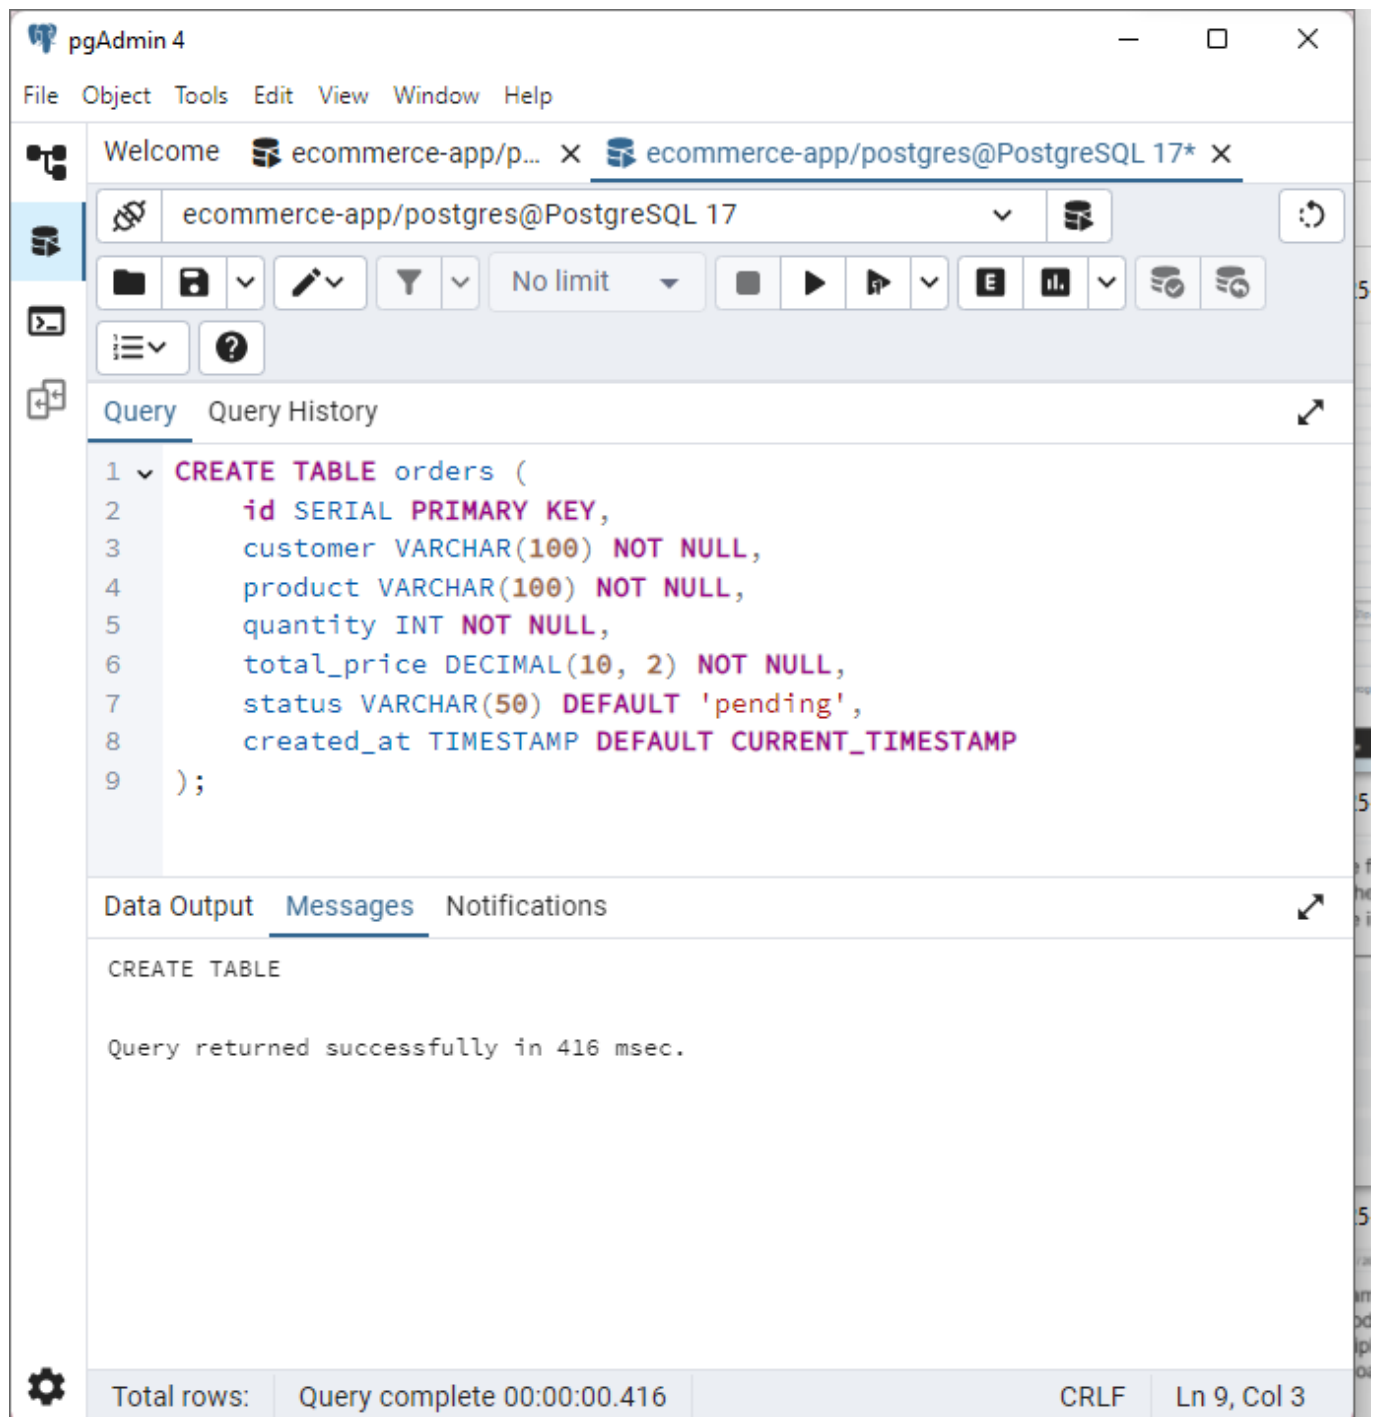 pgAdmin 4
File Object Tools Edit View Window Help
Welcome ecommerce-app/p... ecommerce-app/postgres@PostgreSQL 17*
ecommerce-app/postgres@PostgreSQL 17
No limit
Query Query History
1 CREATE TABLE orders (
2 id SERIAL PRIMARY KEY,
3 customer VARCHAR(100) NOT NULL,
4 product VARCHAR(100) NOT NULL,
5 quantity INT NOT NULL,
6 total_price DECIMAL(10, 2) NOT NULL,
7 status VARCHAR(50) DEFAULT 'pending',
8 created_at TIMESTAMP DEFAULT CURRENT_TIMESTAMP
9 );
Data Output Messages Notifications
CREATE TABLE
Query returned successfully in 416 msec.
Total rows: Query complete 00:00:00.416 CRLF Ln 9, Col 3